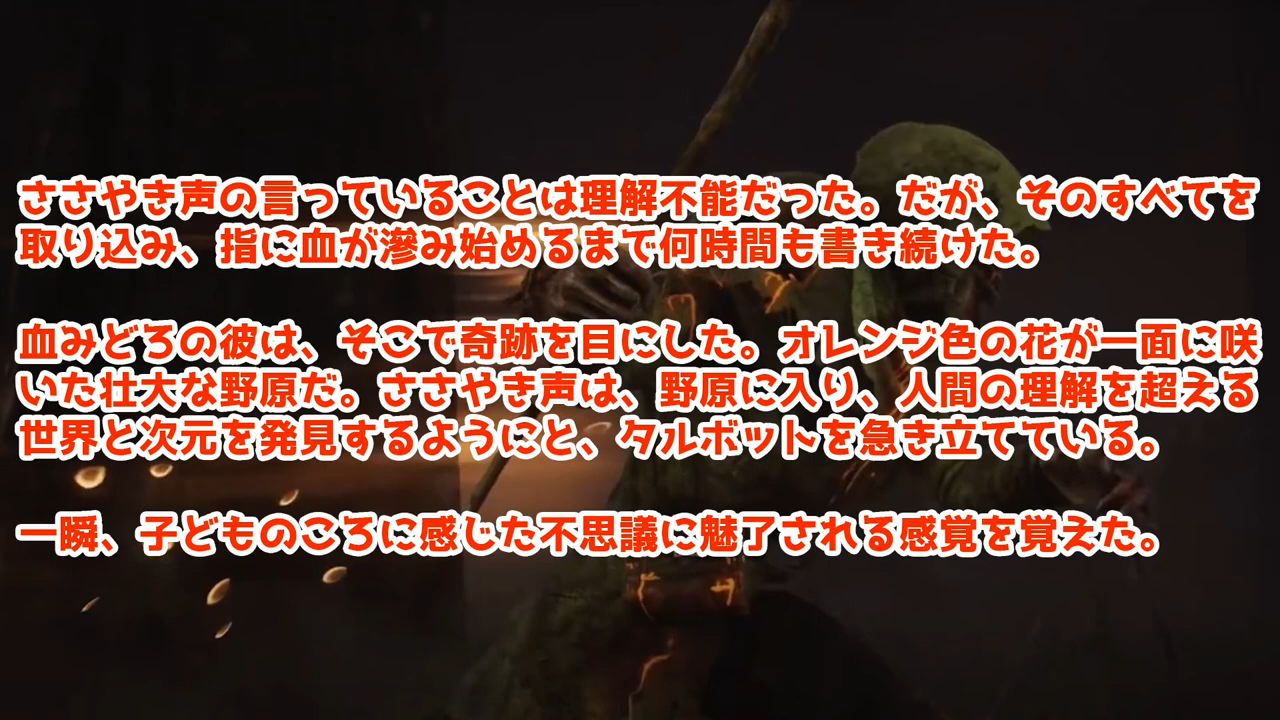 ささやき声の言っていることは理解不能だった。だが、そのすべてを
取り込み、指に血が滲み始めるまで何時間も書き続けた。
血みどろの彼は、そこで奇跡を目にした。オレンジ色の花が一面に咲
いた壮大な野原だ。ささやき声は、野原に入り、人間の理解を超える
世界と次元を発見するようにと、タルボットを急き立てている。
一瞬、子どものころに感じた不思議に魅了される感覚を覚えた。